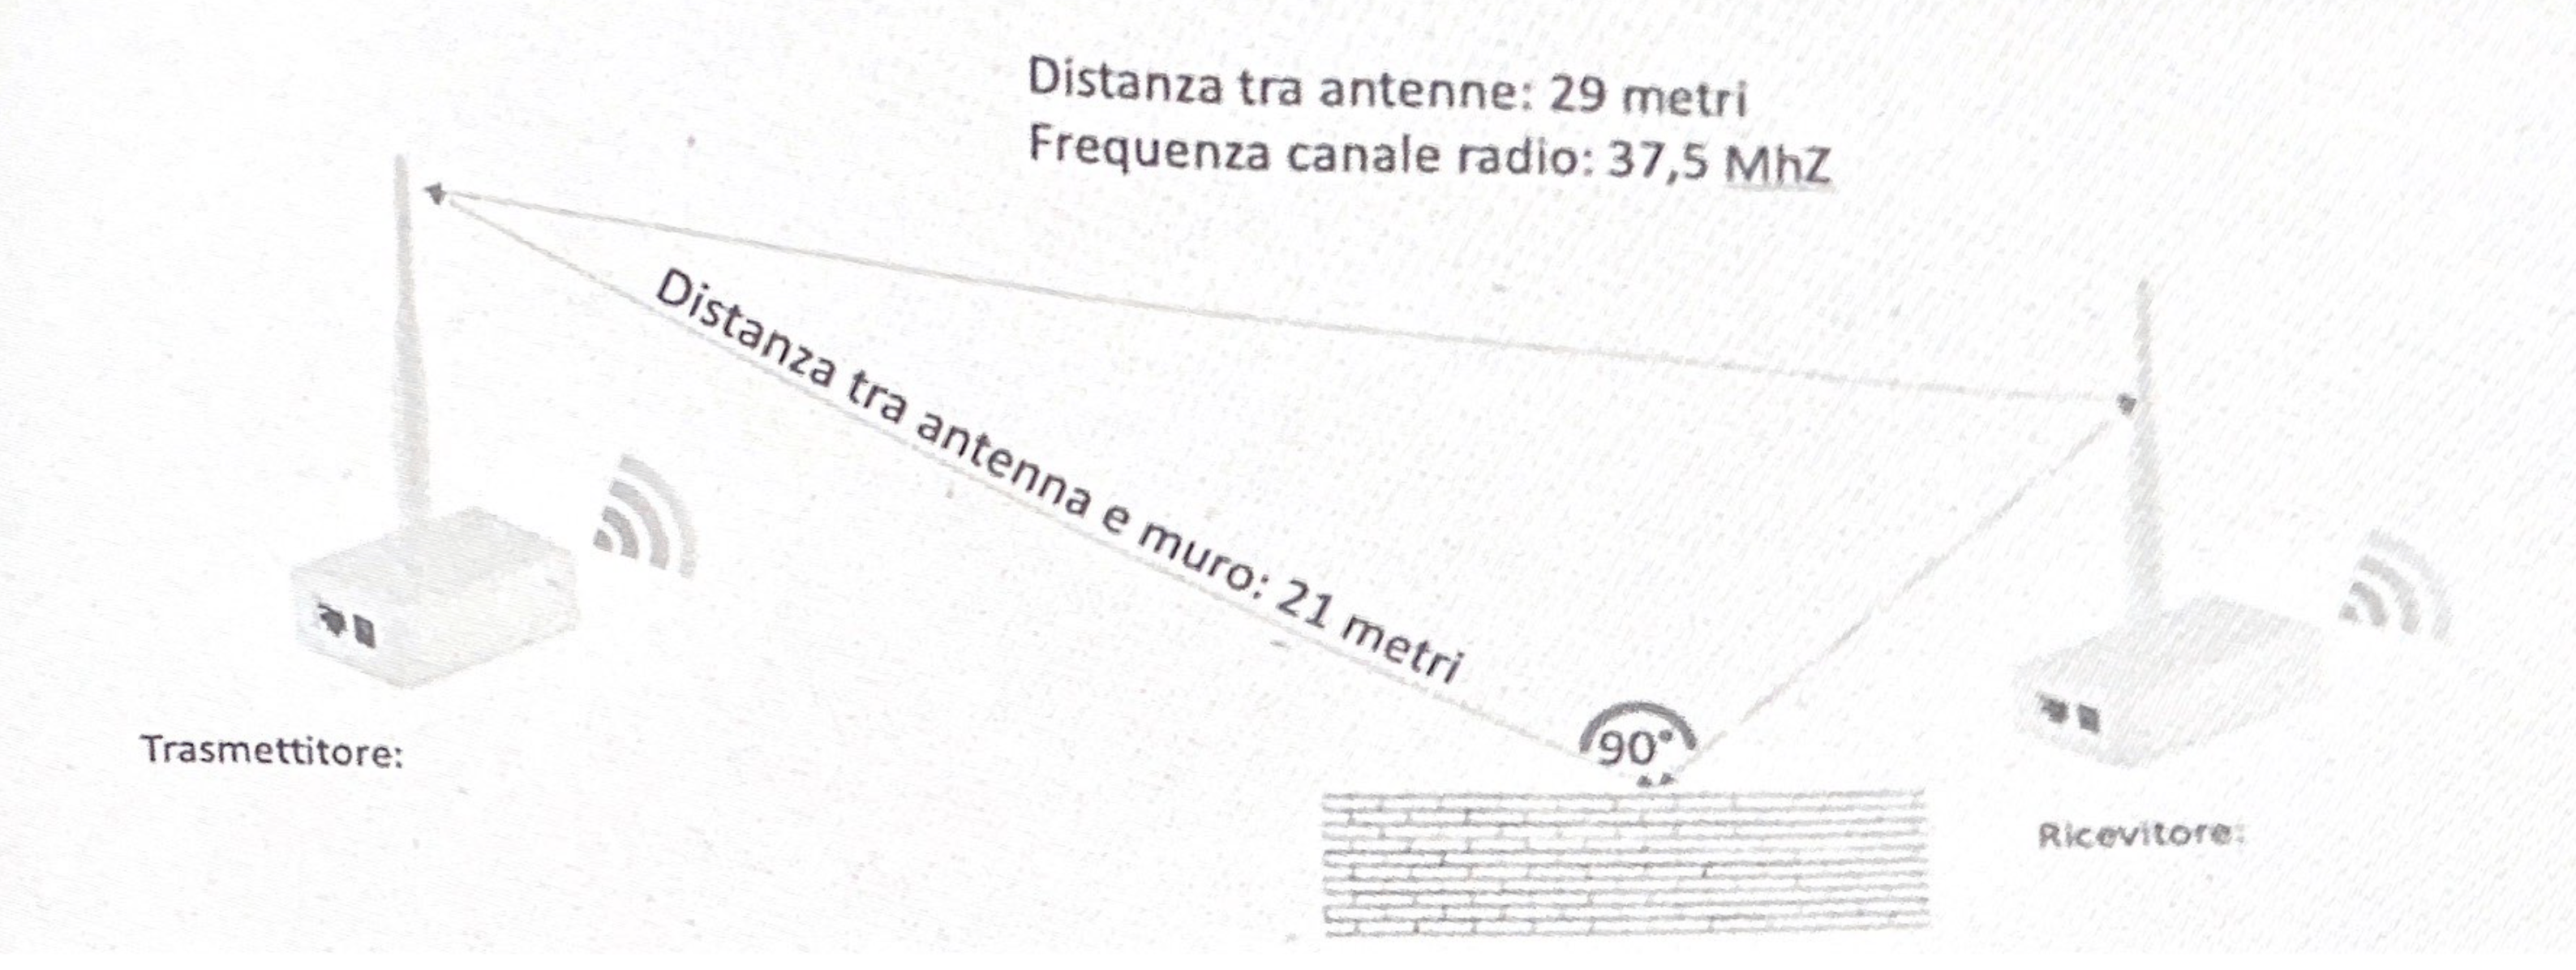 Distanza tra antenne: 29 metri
Frequenza canale radio: 37,5 MhZ
Distanza tra antenna e muro: 21 metri
90°
Trasmettitore:
Ricevitore: